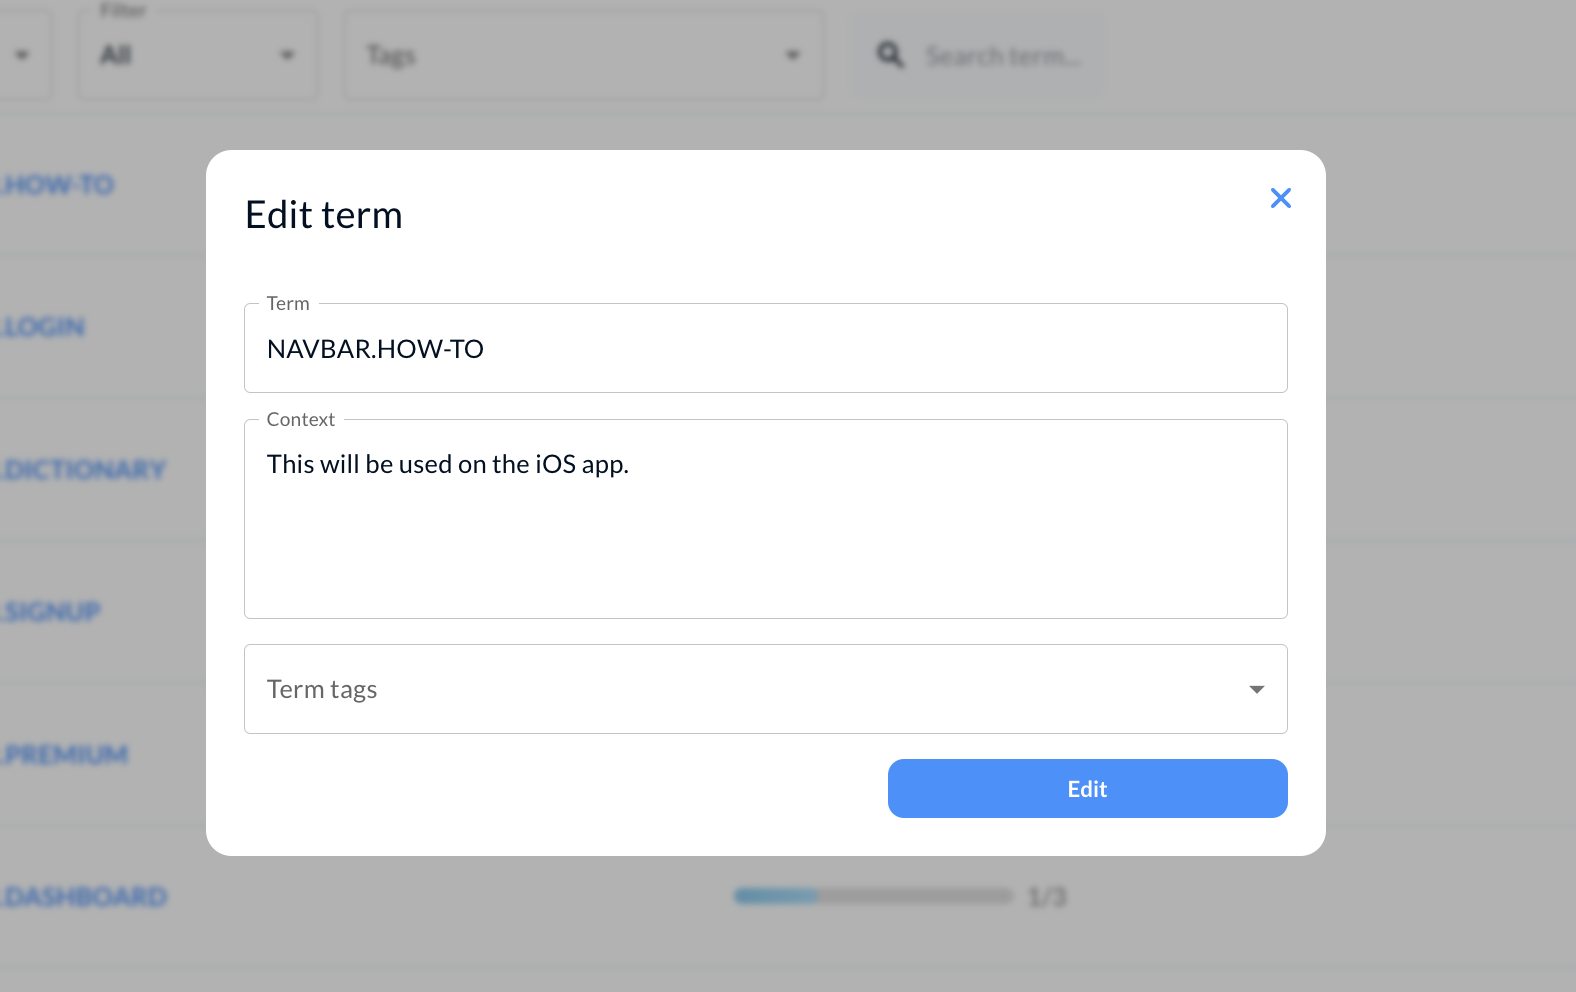 Filter
All
Tags
Search term...
.HOW-TO
Edit term
Term
NAVBAR.HOW-TO
.LOGIN
Context
This will be used on the iOS app.
.DICTIONARY
.SIGNUP
Term tags
.PREMIUM
Edit
.DASHBOARD
1/3